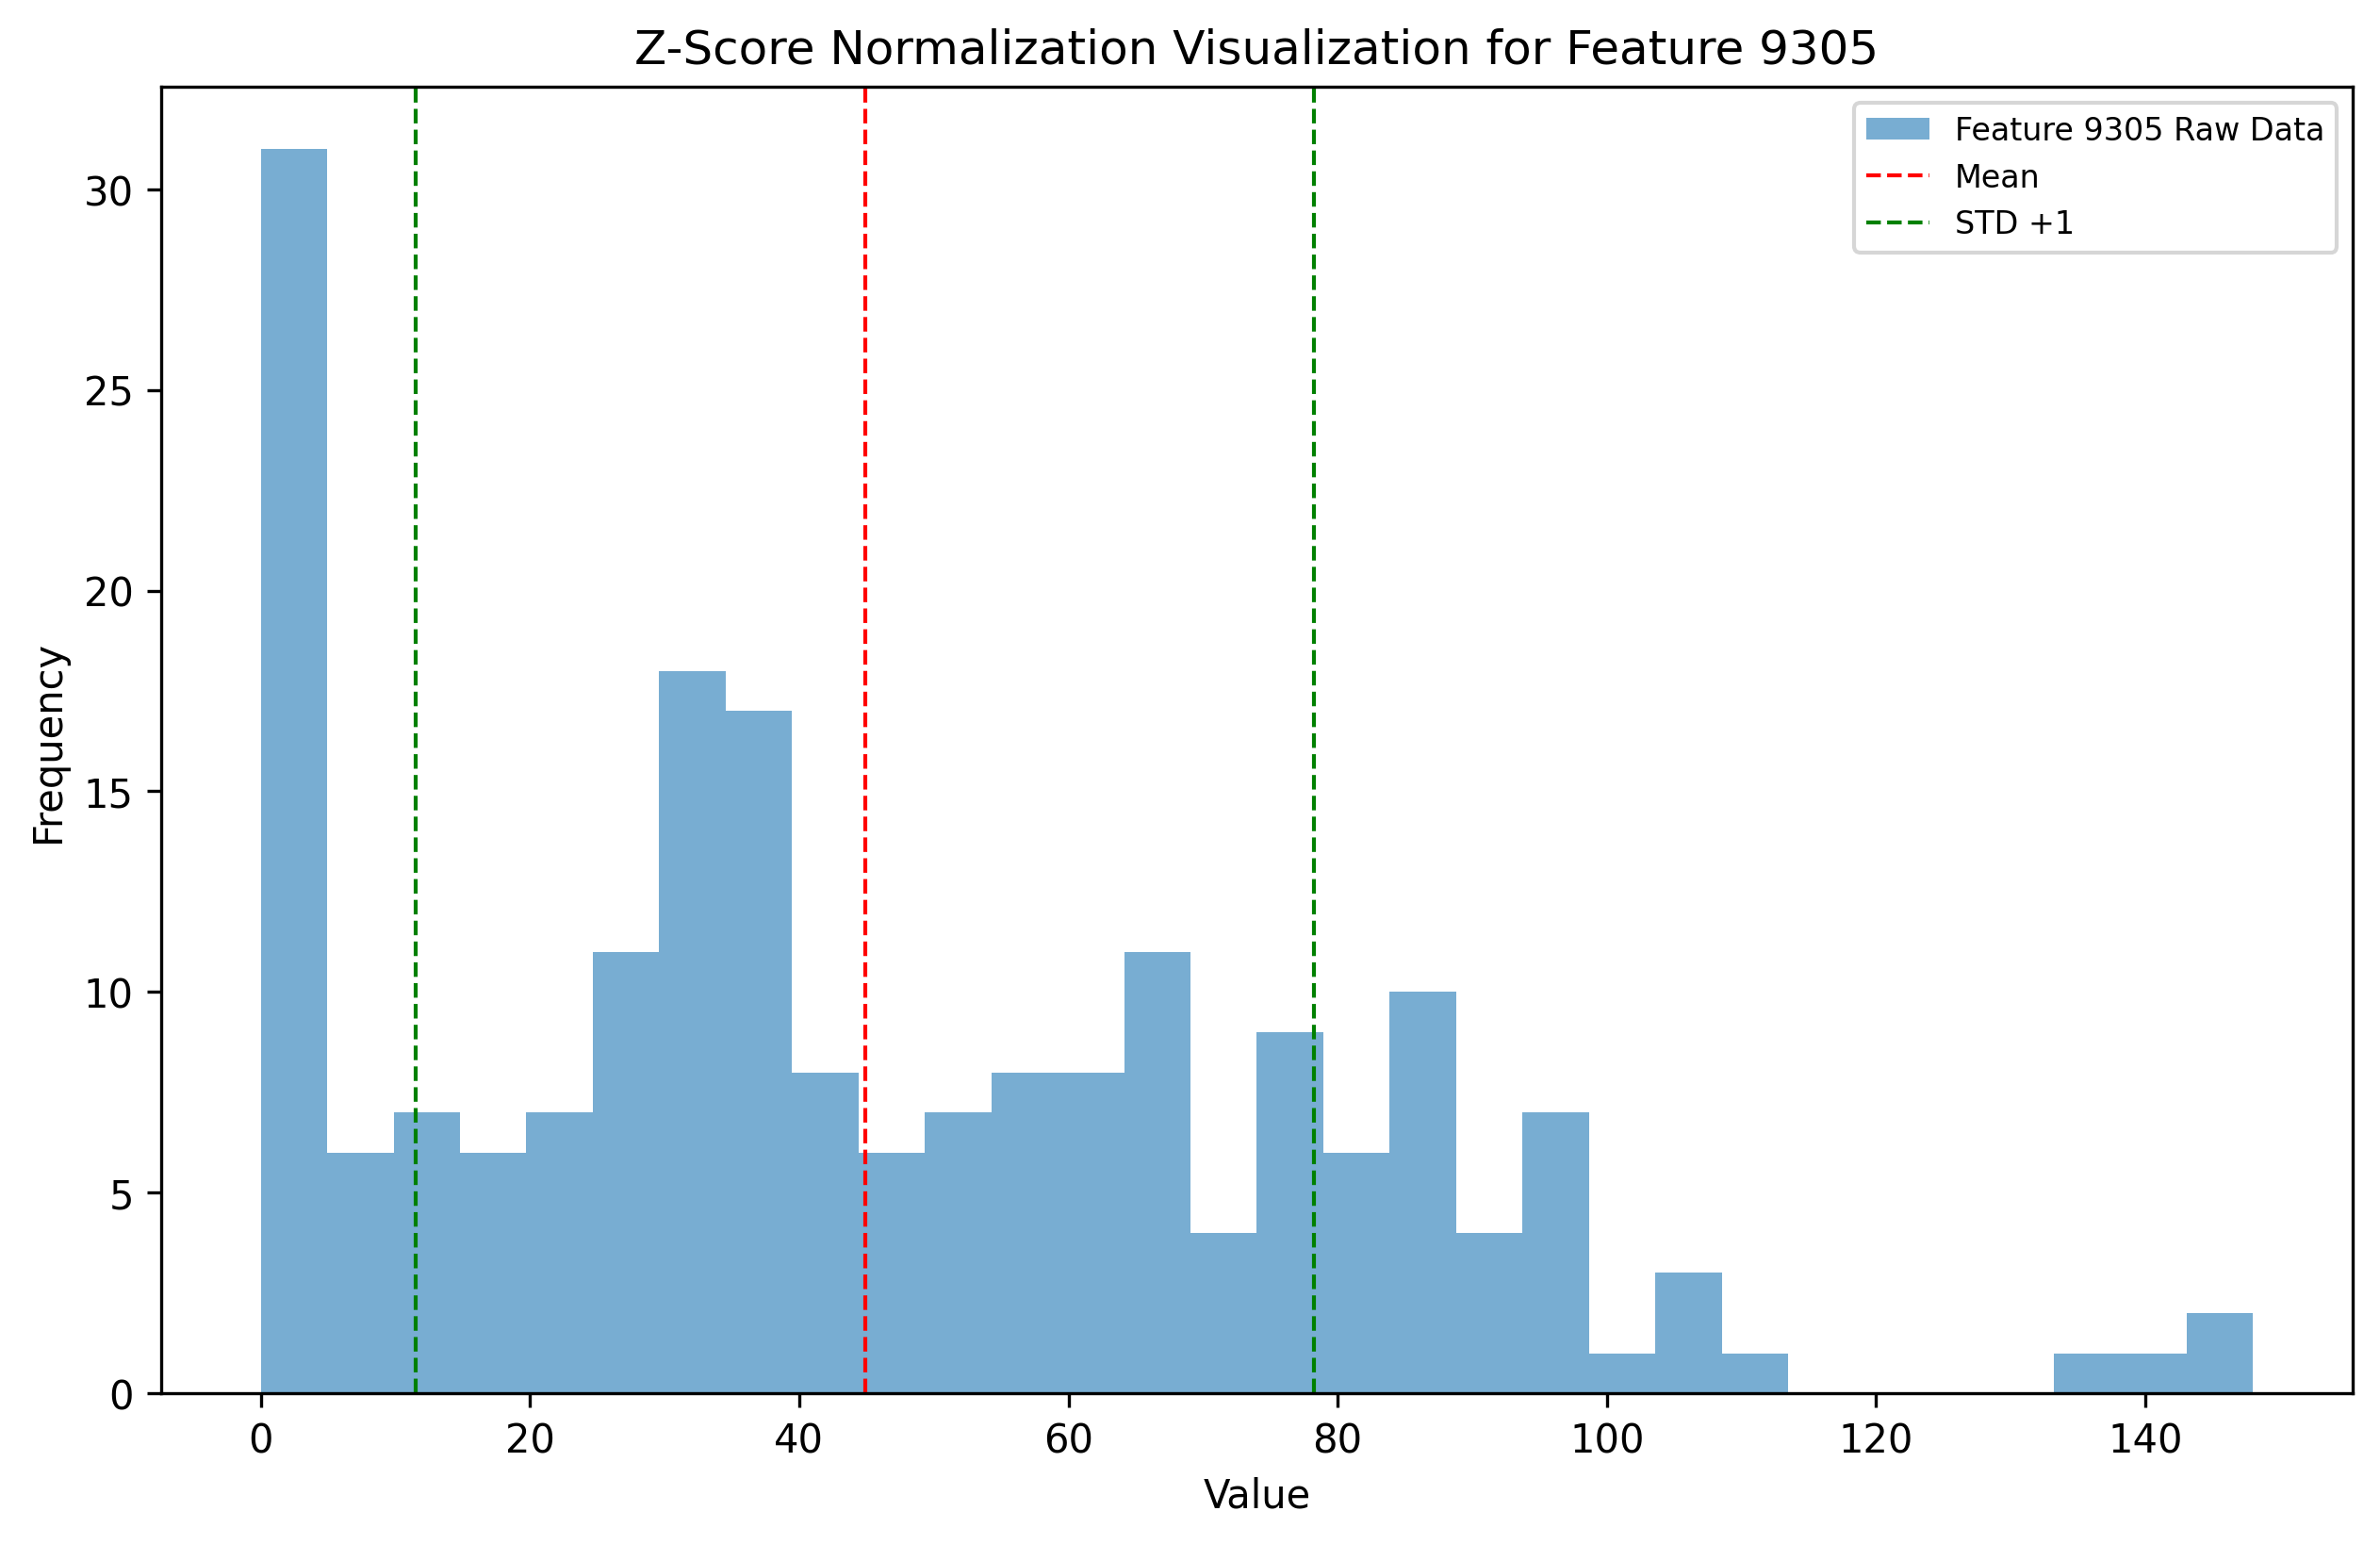 Z-Score Normalization Visualization for Feature 9305
Feature 9305 Raw Data
Mean
STD +1
30
25
20
15
10
5
0
Frequency
0 20 40 60 80 100 120 140
Value